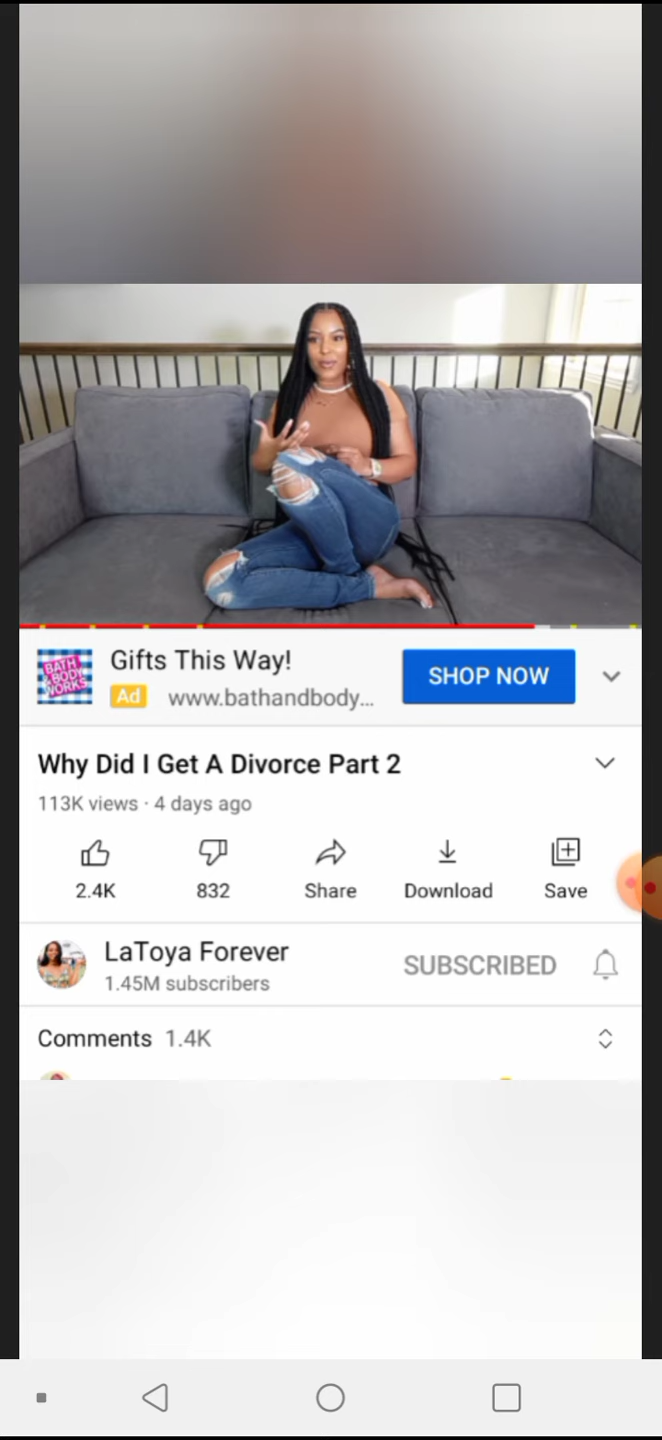 BATH
& BODY
WORKS
Gifts This Way!
Ad www.bathandbody...
SHOP NOW
Why Did I Get A Divorce Part 2
113K views · 4 days ago
2.4K
832
Share
Download
Save
LaToya Forever
1.45M subscribers
SUBSCRIBED
Comments 1.4K